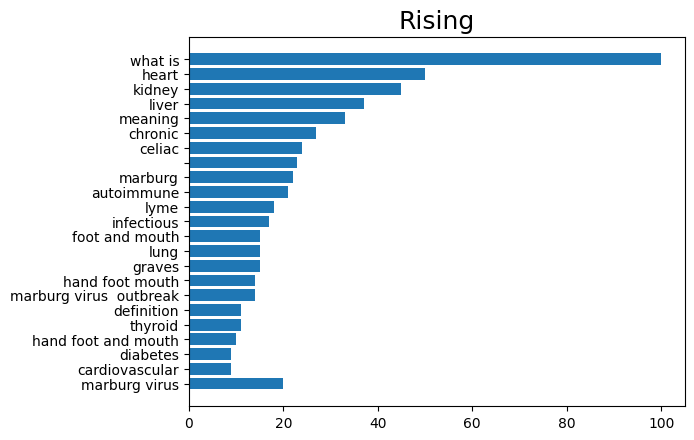 Rising
what is
heart
kidney
liver
meaning
chronic
celiac
marburg
autoimmune
lyme
infectious
foot and mouth
lung
graves
hand foot mouth
marburg virus  outbreak
definition
thyroid
hand foot and mouth
diabetes
cardiovascular
marburg virus
0 20 40 60 80 100